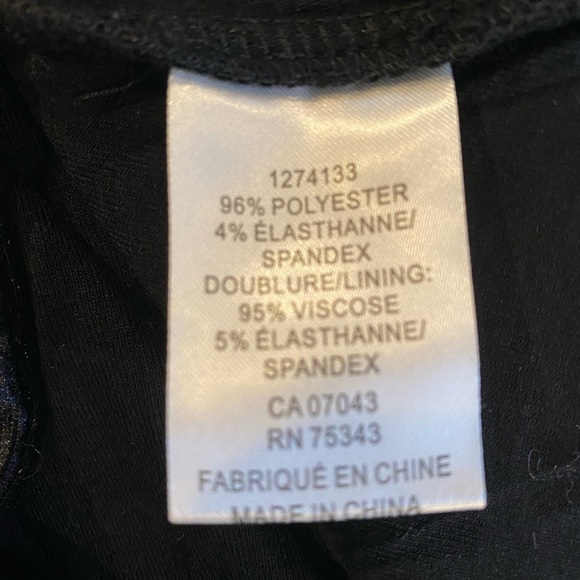 1274133
96% POLYESTER
4% ÉLASTHANNE/
SPANDEX
DOUBLURE/LINING:
95% VISCOSE
5% ÉLASTHANNE/
SPANDEX
CA 07043
RN 75343
FABRIQUÉ EN CHINE
MADE IN CHINA